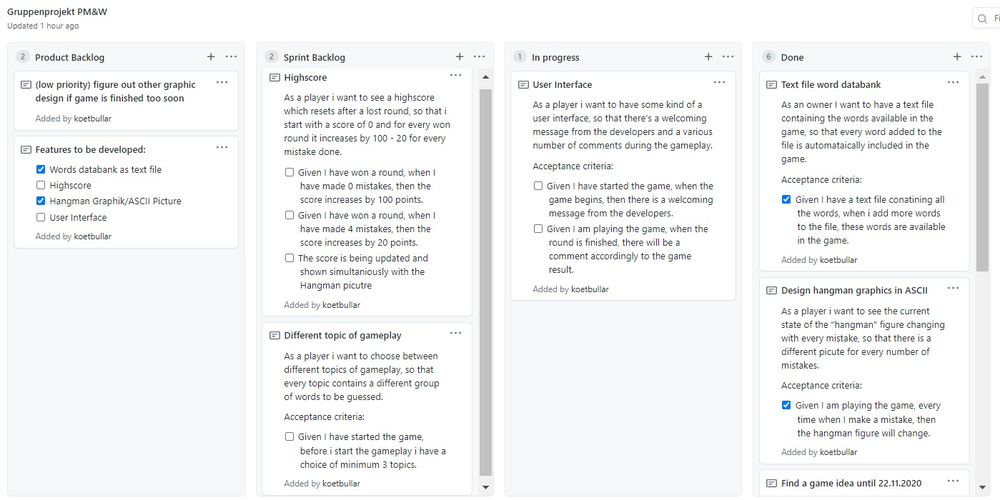 Gruppenprojekt PM&W
Updated 1 hour ago
Fi
2 Product Backlog
(low priority) figure out other graphic
design if game is finished too soon
Added by koetbullar
Features to be developed:
Words databank as text file
Highscore
Hangman Graphik/ASCII Picture
User Interface
Added by koetbullar
2 Sprint Backlog
Highscore
As a player i want to see a highscore
which resets after a lost round, so that i
start with a score of 0 and for every won
round it increases by 100 - 20 for every
mistake done.
Given I have won a round, when I
have made 0 mistakes, then the
score increases by 100 points.
Given I have won a round, when I
have made 4 mistakes, then the
score increases by 20 points.
The score is being updated and
shown simultaniously with the
Hangman picutre
Added by koetbullar
Different topic of gameplay
As a player i want to choose between
different topics of gameplay, so that
every topic contains a different group
of words to be guessed.
Acceptance criteria:
Given I have started the game,
before i start the gameplay i have a
choice of minimum 3 topics.
Added by koetbullar
1 In progress
User Interface
As a player i want to have some kind of a
user interface, so that there's a welcoming
message from the developers and a various
number of comments during the gameplay.
Acceptance criteria:
Given I have started the game, when the
game begins, then there is a welcoming
message from the developers.
Given I am playing the game, when the
round is finished, there will be a
comment accordingly to the game
result.
Added by koetbullar
6 Done
Text file word databank
As an owner I want to have a text file
containing the words available in the
game, so that every word added to the
file is automataically included in the
game.
Acceptance criteria:
Given I have a text file conatining all
the words, when i add more words
to the file, these words are available
in the game.
Added by koetbullar
Design hangman graphics in ASCII
As a player i want to see the current
state of the "hangman" figure changing
with every mistake, so that there is a
different picute for every number of
mistakes.
Acceptance criteria:
Given I am playing the game, every
time when I make a mistake, then
the hangman figure will change.
Added by koetbullar
Find a game idea until 22.11.2020